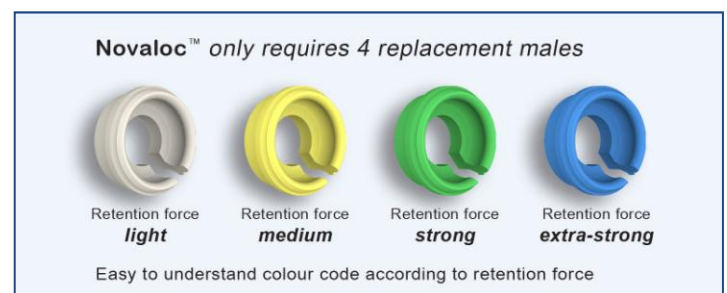 Novaloc™ only requires 4 replacement males
Retention force Retention force Retention force Retention force
light medium strong extra-strong
Easy to understand colour code according to retention force